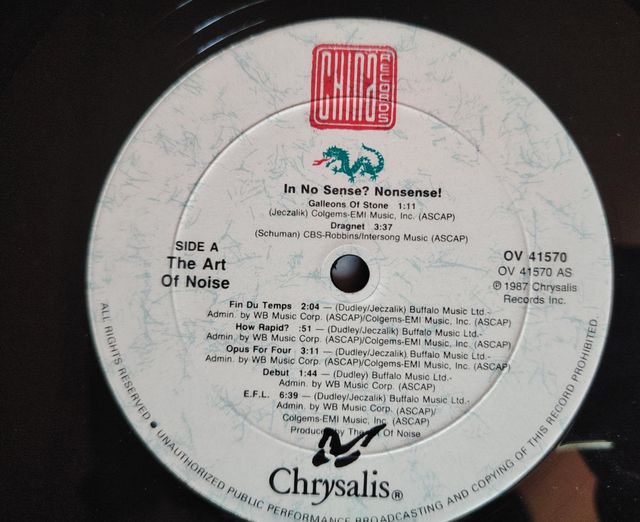 CHINA
RECORDS
In No Sense? Nonsense!
Galleons Of Stone 1:11
(Jeczalik) Colgems-EMI Music, Inc. (ASCAP)
Dragnet 3:37
(Schuman) CBS-Robbins/Intersong Music (ASCAP)
SIDE A
The Art
Of Noise
OV 41570
OV 41570 AS
℗ 1987 Chrysalis
Records Inc.
Fin Du Temps 2:04 — (Dudley/Jeczalik) Buffalo Music Ltd.-
Admin. by WB Music Corp. (ASCAP)/Colgems-EMI Music, Inc. (ASCAP)
How Rapid? :51 — (Dudley/Jeczalik) Buffalo Music Ltd.-
Admin. by WB Music Corp. (ASCAP)/Colgems-EMI Music, Inc. (ASCAP)
Opus For Four 3:11 — (Dudley/Jeczalik) Buffalo Music Ltd.-
Admin. by WB Music Corp. (ASCAP)/Colgems-EMI Music, Inc. (ASCAP)
Debut 1:44 — (Dudley) Buffalo Music Ltd.-
Admin. by WB Music Corp. (ASCAP)
E.F.L. 6:39 — (Dudley/Jeczalik) Buffalo Music Ltd.-
Admin. by WB Music Corp. (ASCAP)/
Colgems-EMI Music, Inc. (ASCAP)
Produced by The Art Of Noise
Chrysalis®
ALL RIGHTS RESERVED • UNAUTHORIZED PUBLIC PERFORMANCE BROADCASTING AND COPYING OF THIS RECORD PROHIBITED